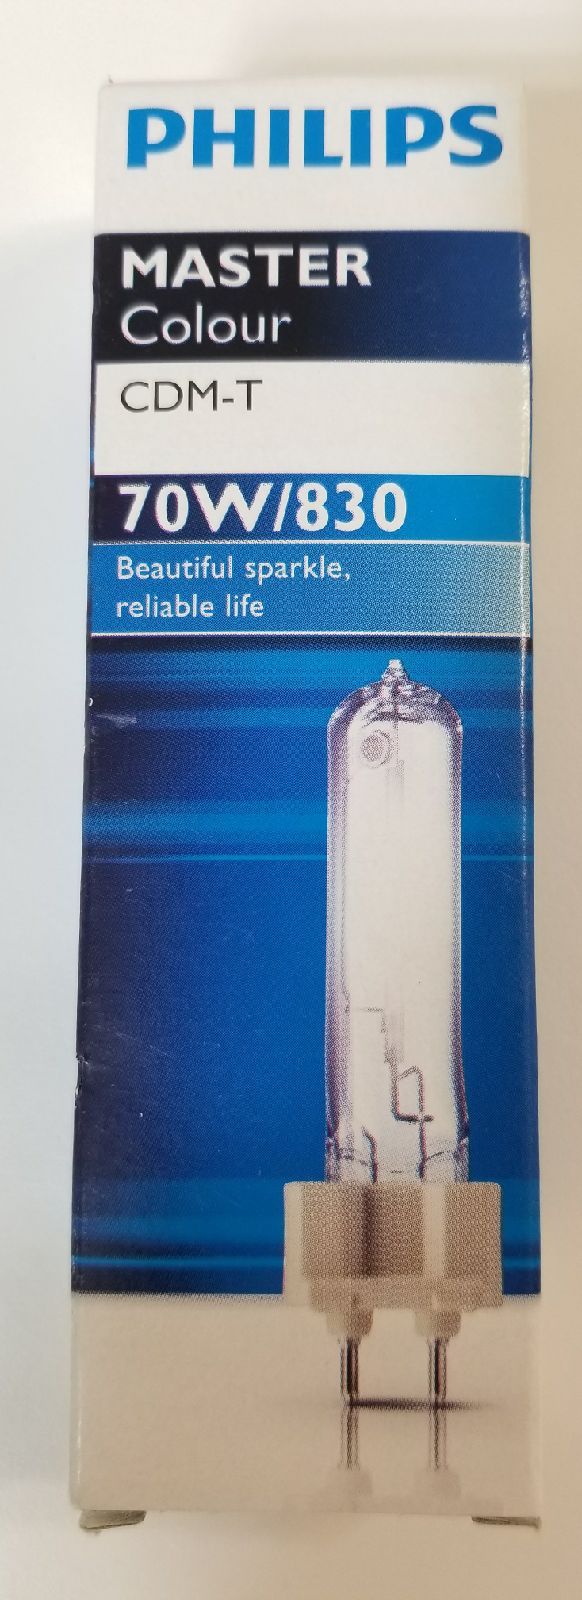 PHILIPS
MASTER
Colour
CDM-T
70W/830
Beautiful sparkle,
reliable life